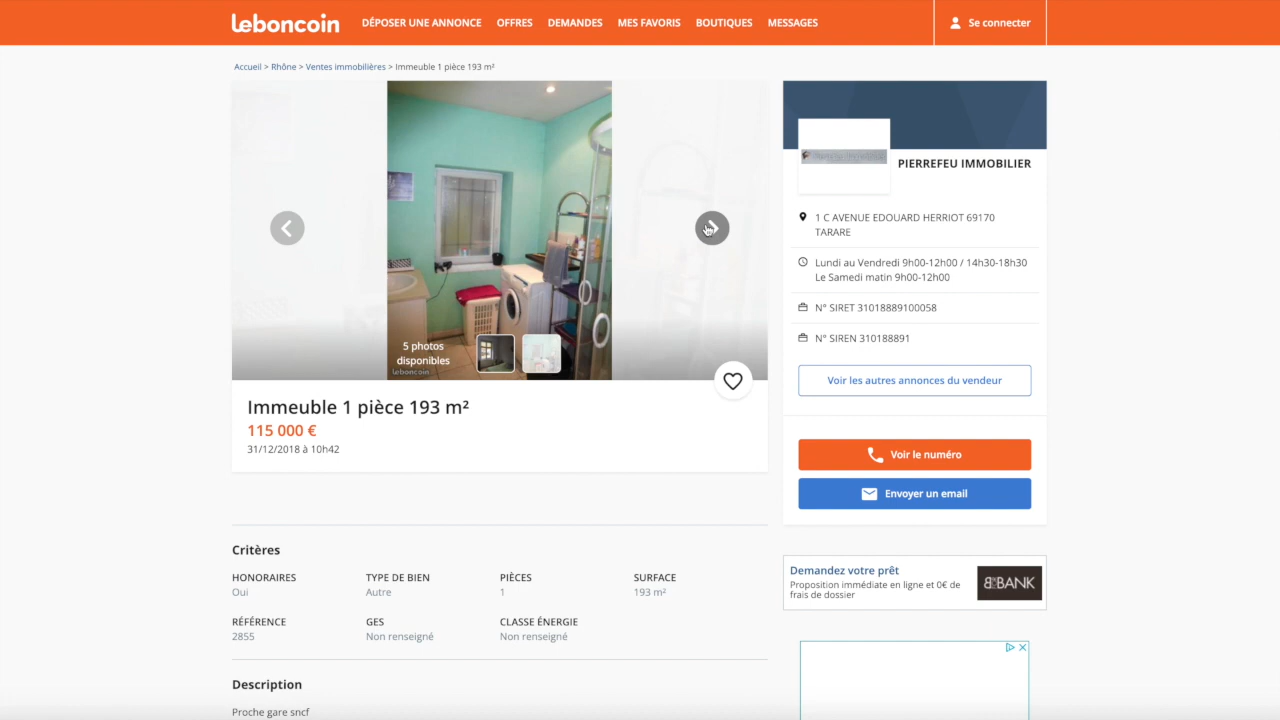 leboncoin
DÉPOSER UNE ANNONCE OFFRES DEMANDES MES FAVORIS BOUTIQUES MESSAGES
Se connecter
Accueil > Rhône > Ventes immobilières > Immeuble 1 pièce 193 m²
5 photos
disponibles
leboncoin
Immeuble 1 pièce 193 m²
115 000 €
31/12/2018 à 10h42
Critères
HONORAIRES TYPE DE BIEN PIÈCES SURFACE
Oui Autre 1 193 m²
RÉFÉRENCE GES CLASSE ÉNERGIE
2855 Non renseigné Non renseigné
Description
Proche gare sncf
PIERREFEU IMMOBILIER
1 C AVENUE EDOUARD HERRIOT 69170
TARARE
Lundi au Vendredi 9h00-12h00 / 14h30-18h30
Le Samedi matin 9h00-12h00
N° SIRET 31018889100058
N° SIREN 310188891
Voir les autres annonces du vendeur
Voir le numéro
Envoyer un email
Demandez votre prêt
Proposition immédiate en ligne et 0€ de
frais de dossier
BforBANK